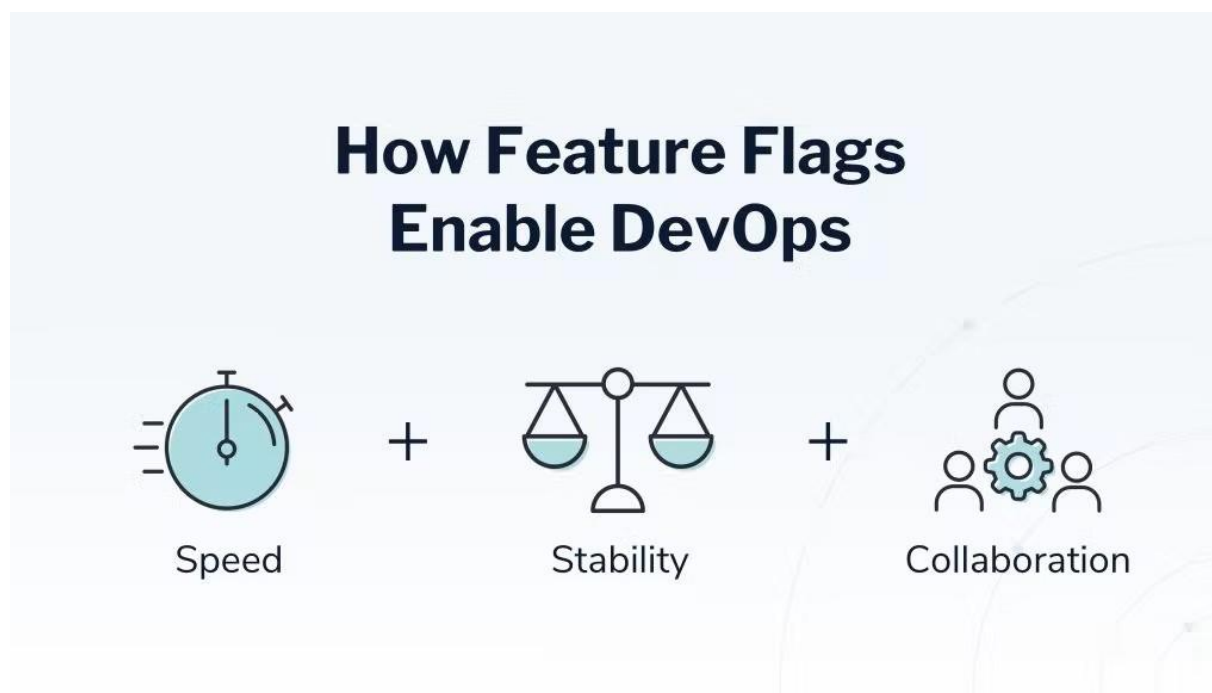 How Feature Flags
Enable DevOps
Speed + Stability + Collaboration